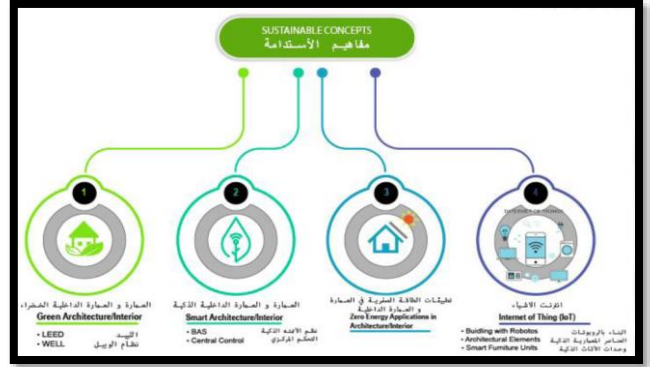 SUSTAINABLE CONCEPTS
مفاهيم الأستدامة
1
2
3
4
INTERNET OF THINGS
العمارة و العمارة الداخلية الخضراء
Green Architecture/Interior
• LEED الليد
• WELL نظام الويل
العمارة و العمارة الداخلية الذكية
Smart Architecture/Interior
• BAS نظم الأبنه الذكية
• Central Control التحكم المركزي
تطبيقات الطاقة الصفرية في العمارة
و العمارة الداخلية
Zero Energy Applications in
Architecture/Interior
انترنت الاشياء
Internet of Thing (IoT)
• Buidling with Robotos البناء بالروبوتات
• Architectural Elements العناصر المعمارية الذكية
• Smart Furniture Units وحدات الأثاث الذكية